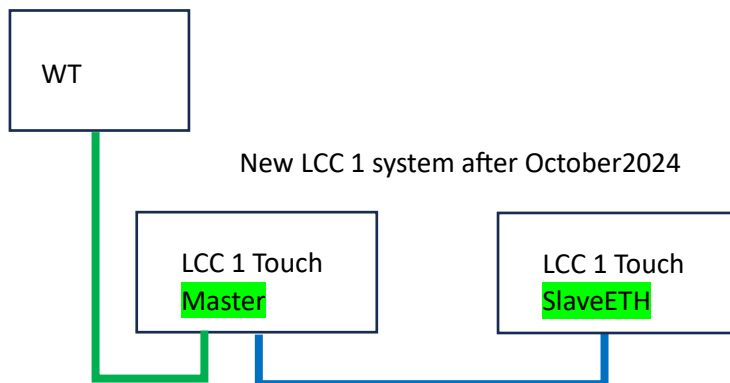 WT
New LCC 1 system after October2024
LCC 1 Touch
Master
LCC 1 Touch
SlaveETH